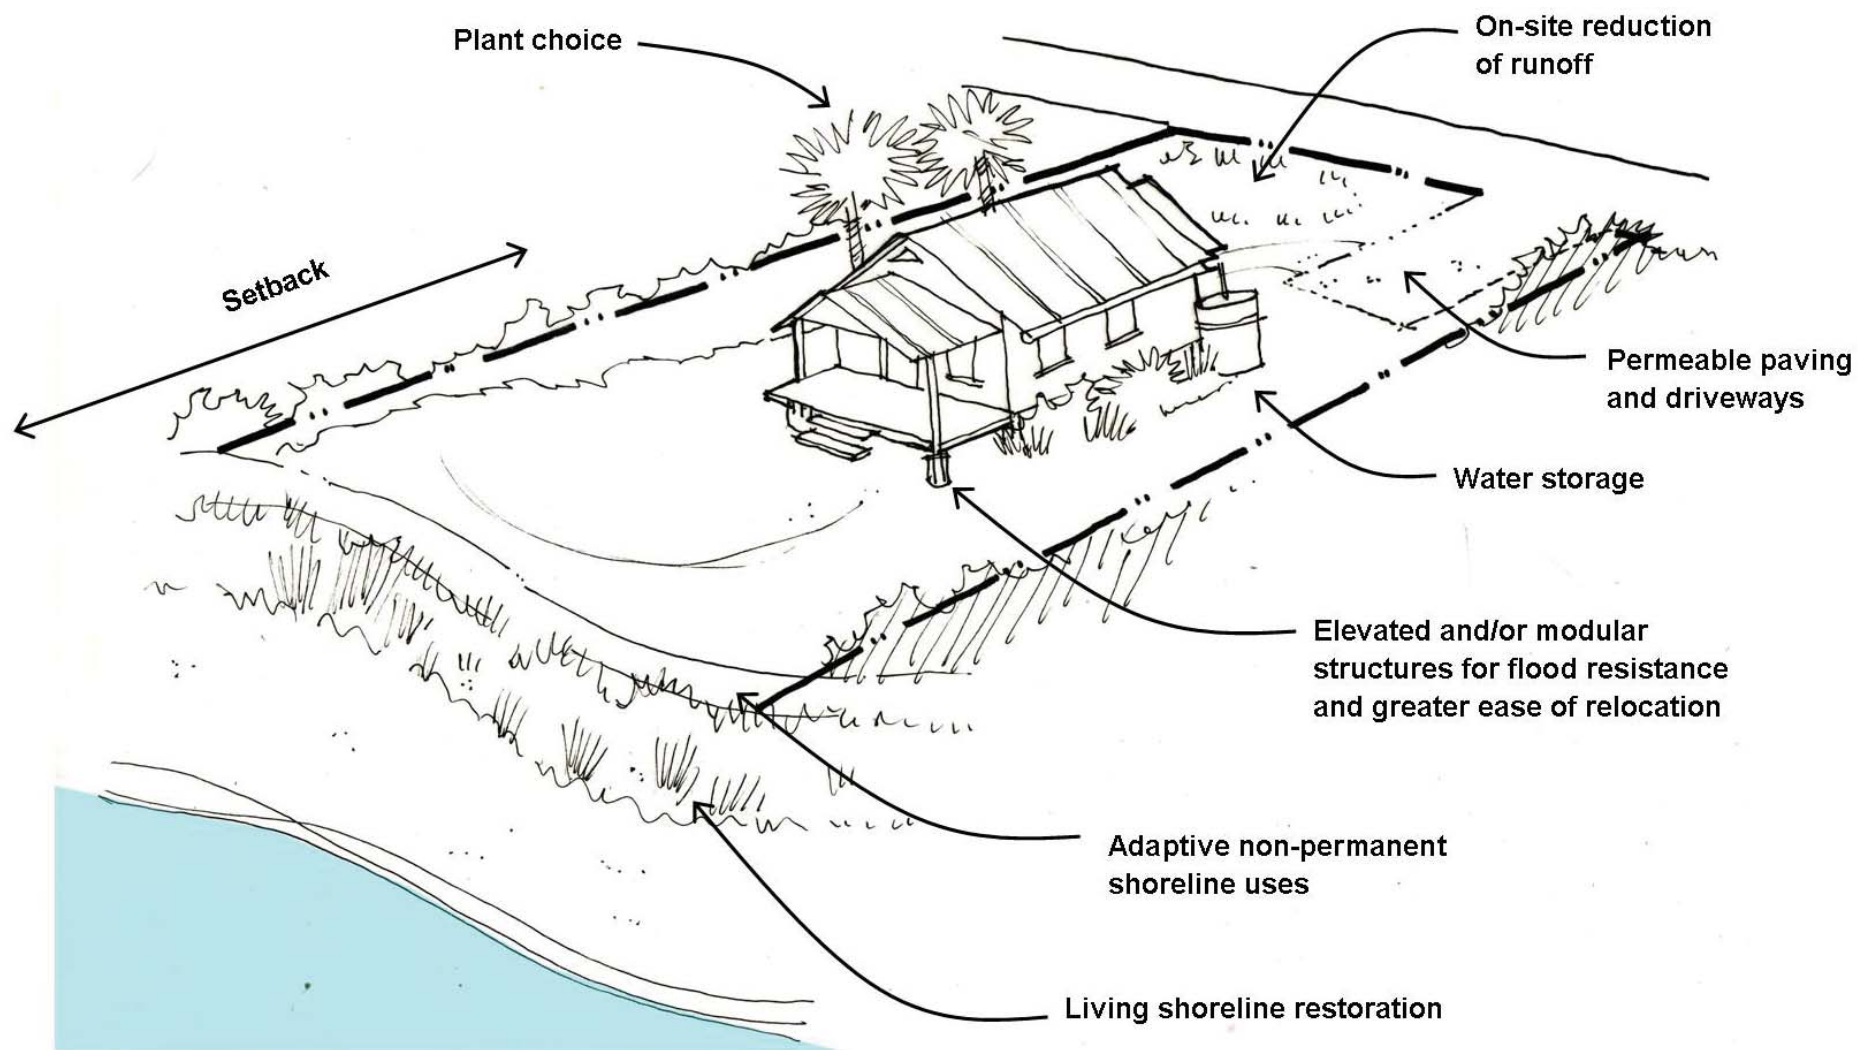 Plant choice
On-site reduction
of runoff
Setback
Permeable paving
and driveways
Water storage
Elevated and/or modular
structures for flood resistance
and greater ease of relocation
Adaptive non-permanent
shoreline uses
Living shoreline restoration